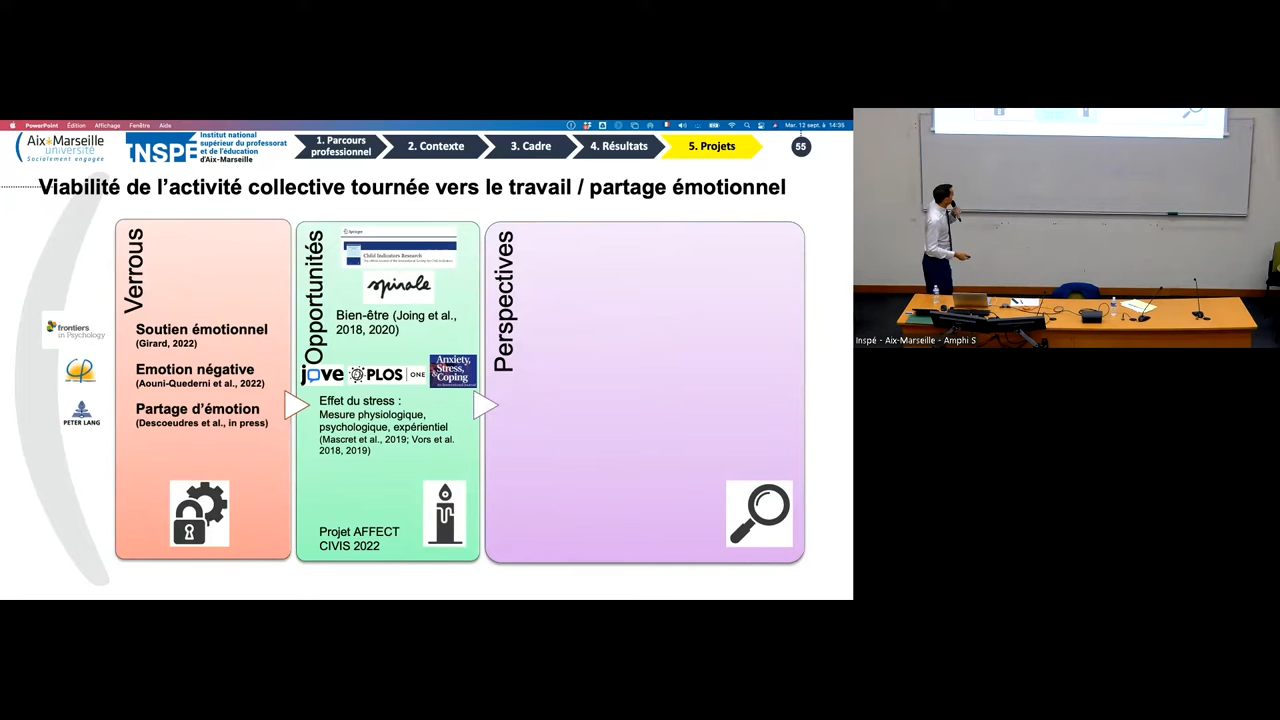 PowerPoint Édition Affichage Fenêtre Aide
Mar. 12 sept. à 14:35
Aix Marseille
université
Socialement engagée
INSPÉ
Institut national
supérieur du professorat
et de l'éducation
d'Aix-Marseille
1. Parcours
professionnel
2. Contexte
3. Cadre
4. Résultats
5. Projets
55
Viabilité de l'activité collective tournée vers le travail / partage émotionnel
frontiers
in Psychology
PETER LANG
Verrous
Soutien émotionnel
(Girard, 2022)
Emotion négative
(Aouni-Quederni et al., 2022)
Partage d'émotion
(Descoeudres et al., in press)
Opportunités
Springer
Child Indicators Research
spirale
Bien-être (Joing et al.,
2018, 2020)
jove
PLOS ONE
Anxiety,
Stress,
& Coping
Effet du stress :
Mesure physiologique,
psychologique, expérientiel
(Mascret et al., 2019; Vors et al.
2018, 2019)
Projet AFFECT
CIVIS 2022
Perspectives
Inspé - Aix-Marseille - Amphi S